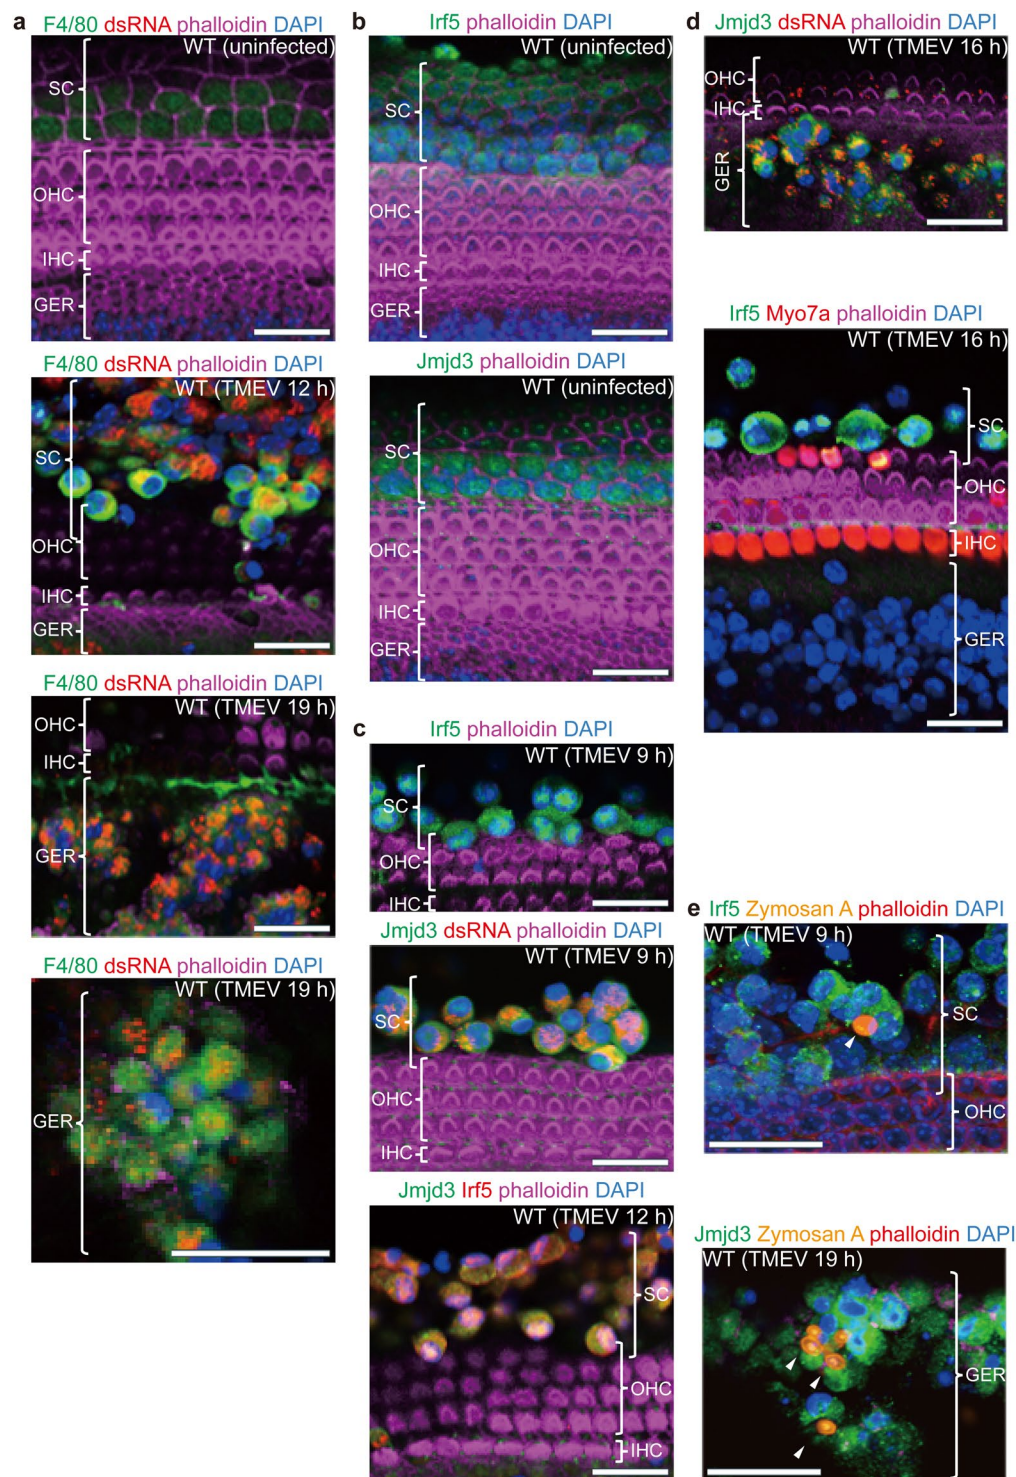 a
F4/80 dsRNA phalloidin DAPI
WT (uninfected)
SC
OHC
IHC
GER
F4/80 dsRNA phalloidin DAPI
WT (TMEV 12 h)
SC
OHC
IHC
GER
F4/80 dsRNA phalloidin DAPI
WT (TMEV 19 h)
OHC
IHC
GER
F4/80 dsRNA phalloidin DAPI
WT (TMEV 19 h)
GER
b
Irf5 phalloidin DAPI
WT (uninfected)
SC
OHC
IHC
GER
Jmjd3 phalloidin DAPI
WT (uninfected)
SC
OHC
IHC
GER
c
Irf5 phalloidin DAPI
WT (TMEV 9 h)
SC
OHC
IHC
Jmjd3 dsRNA phalloidin DAPI
WT (TMEV 9 h)
SC
OHC
IHC
Jmjd3 Irf5 phalloidin DAPI
WT (TMEV 12 h)
SC
OHC
IHC
d
Jmjd3 dsRNA phalloidin DAPI
WT (TMEV 16 h)
OHC
IHC
GER
Irf5 Myo7a phalloidin DAPI
WT (TMEV 16 h)
SC
OHC
IHC
GER
e
Irf5 Zymosan A phalloidin DAPI
WT (TMEV 9 h)
SC
OHC
Jmjd3 Zymosan A phalloidin DAPI
WT (TMEV 19 h)
GER